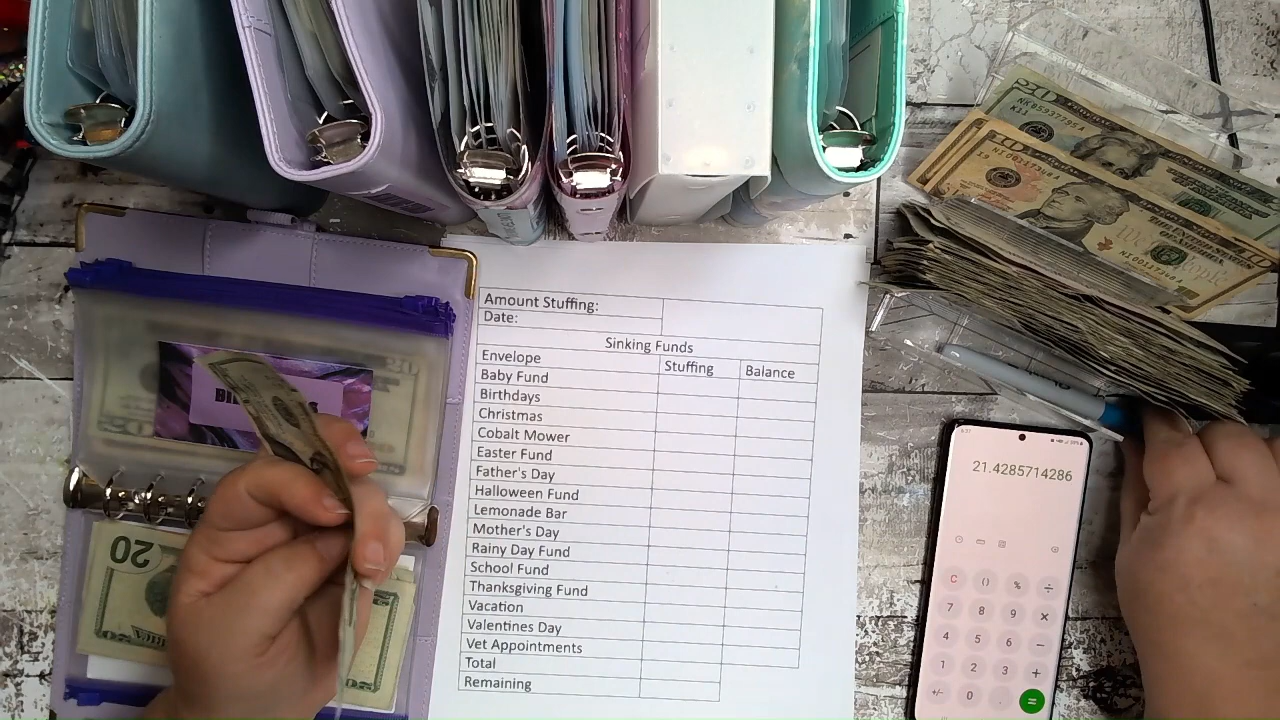 Amount Stuffing:
Date:
Sinking Funds
Envelope Stuffing Balance
Baby Fund
Birthdays
Christmas
Cobalt Mower
Easter Fund
Father's Day
Halloween Fund
Lemonade Bar
Mother's Day
Rainy Day Fund
School Fund
Thanksgiving Fund
Vacation
Valentines Day
Vet Appointments
Total
Remaining
20
21.4285714286
C () % ÷
7 8 9 ×
4 5 6 −
1 2 3 +
+/- 0 . =